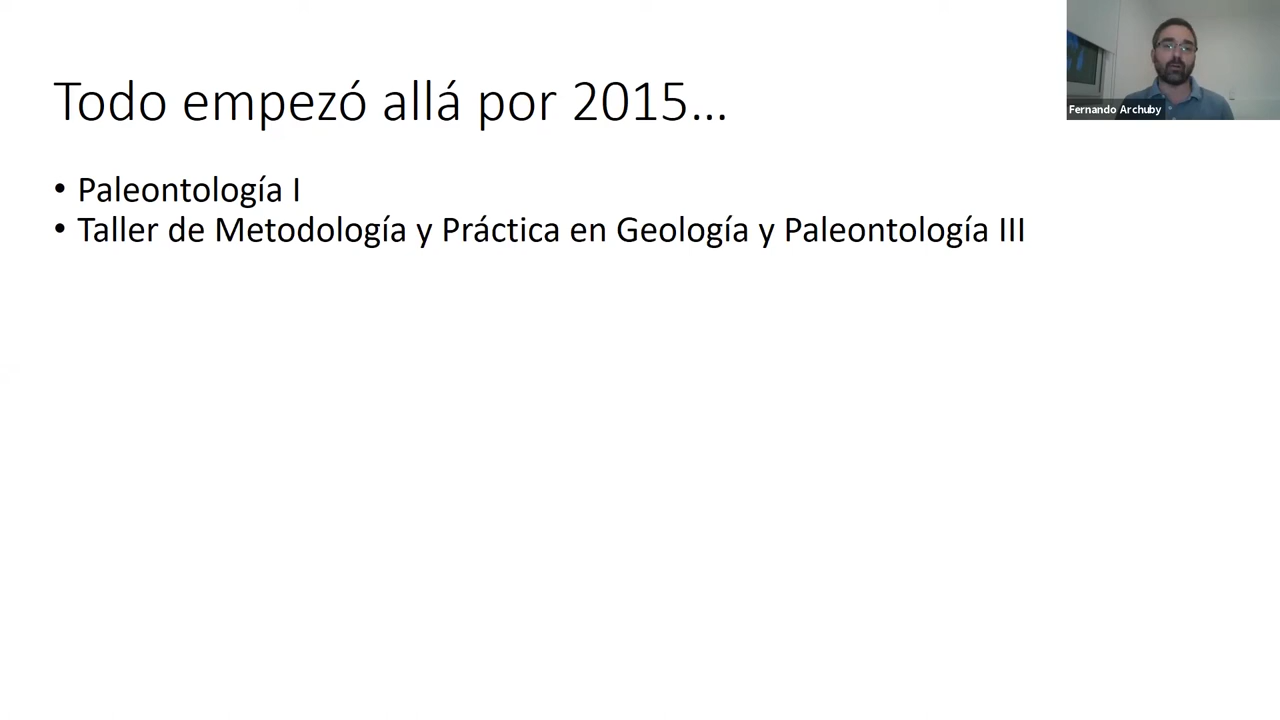 Todo empezó allá por 2015...
• Paleontología I
• Taller de Metodología y Práctica en Geología y Paleontología III
Fernando Archuby